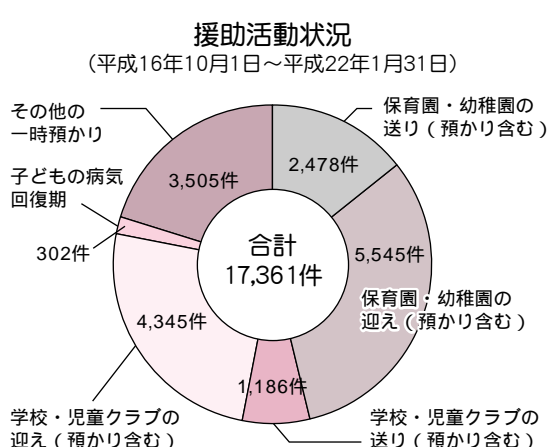 援助活動状況
（平成16年10月1日～平成22年1月31日）
保育園・幼稚園の
送り（預かり含む）
2,478件
5,545件
保育園・幼稚園の
迎え（預かり含む）
学校・児童クラブの
送り（預かり含む）
1,186件
学校・児童クラブの
迎え（預かり含む）
4,345件
子どもの病気
回復期
302件
その他の
一時預かり
3,505件
合計
17,361件